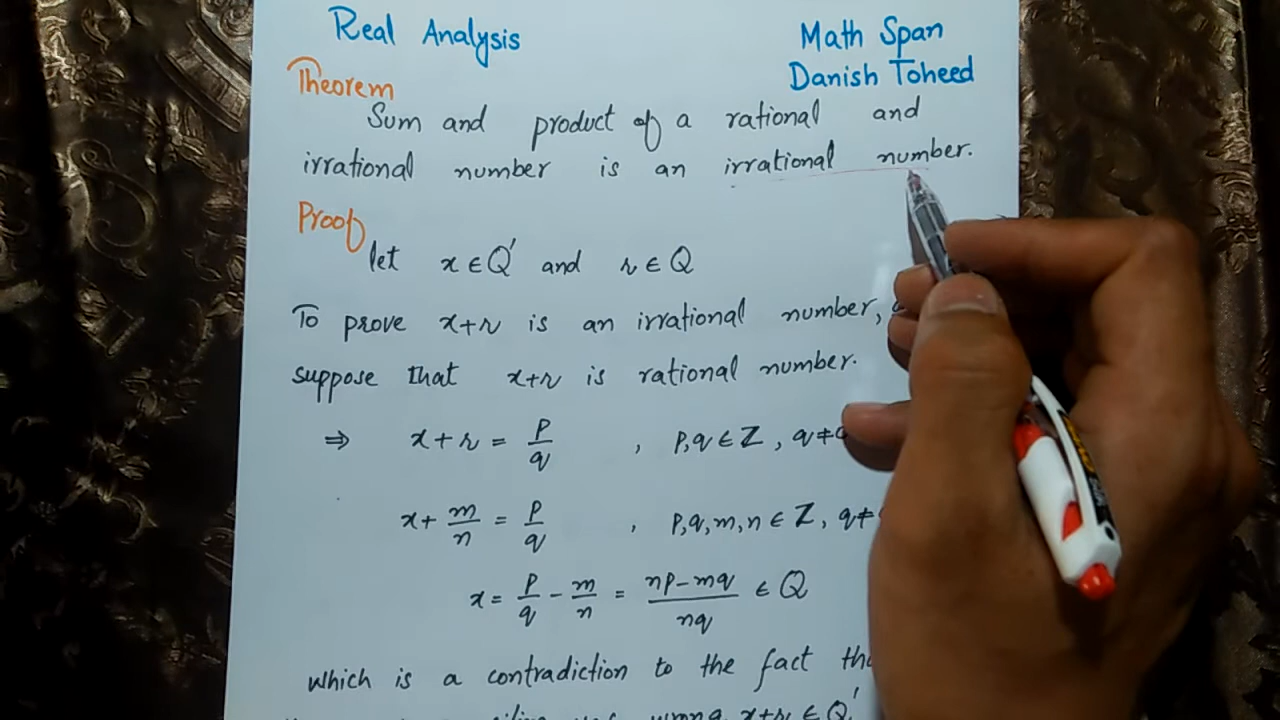 Real Analysis
Math Span
Danish Toheed
Theorem
Sum and product of a rational and
irrational number is an irrational number.
Proof
let x ∈ Q' and r ∈ Q
To prove x+r is an irrational number,
suppose that x+r is rational number.
⇒ x + r = p/q , p,q ∈ Z , q≠
x + m/n = p/q , p,q,m,n ∈ Z, q≠
x = p/q - m/n = np-mq/nq ∈ Q
which is a contradiction to the fact
wrong x+r ∈ Q'